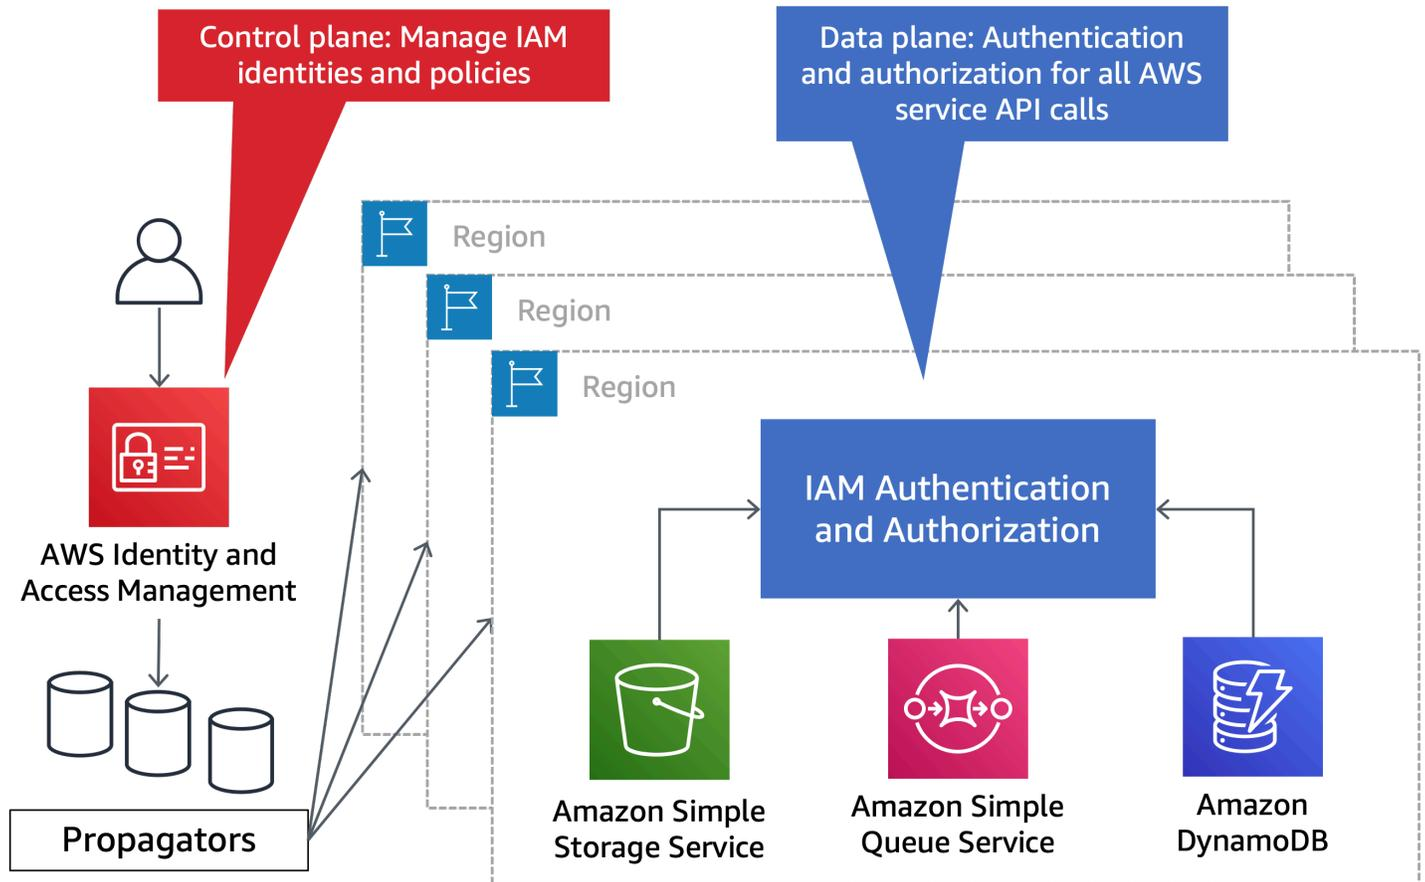 Control plane: Manage IAM
identities and policies
Data plane: Authentication
and authorization for all AWS
service API calls
Region
Region
Region
IAM Authentication
and Authorization
AWS Identity and
Access Management
Propagators
Amazon Simple
Storage Service
Amazon Simple
Queue Service
Amazon
DynamoDB